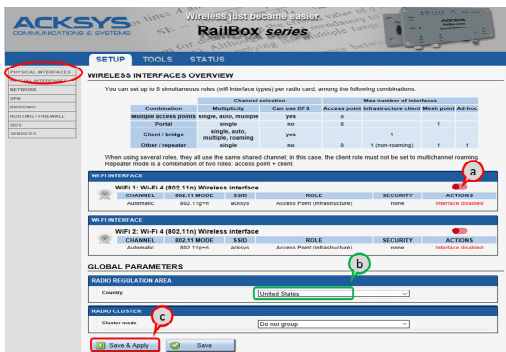 ACKSYS
COMMUNICATIONS & SYSTEMS
Wireless just became easier
RailBox series
SETUP TOOLS STATUS
PHYSICAL INTERFACES
VIRTUAL INTERFACES
NETWORK
VPN
BRIDGING
ROUTING / FIREWALL
QOS
SERVICES
WIRELESS INTERFACES OVERVIEW
You can set up to 8 simultaneous roles (wifi interface types) per radio card, among the following combinations.
Channel selection Max number of interfaces
Combination Multiplicity Can use DFS Access point Infrastructure client Mesh point Ad-hoc
Multiple access points single, auto, multiple yes 8
Portal single no 8 1
Client / bridge single, auto, multiple, roaming yes 1
Other / repeater single no 8 1 (non-roaming) 1 1
When using several roles, they all use the same shared channel; in this case, the client role must not be set to multichannel roaming
Repeater mode is a combination of two roles: access point + client.
a
WI-FI INTERFACE
WiFi 1: Wi-Fi 4 (802.11n) Wireless interface
CHANNEL 802.11 MODE SSID ROLE SECURITY ACTIONS
Automatic 802.11g+n acksys Access Point (infrastructure) none Interface disabled
WI-FI INTERFACE
WiFi 2: Wi-Fi 4 (802.11n) Wireless interface
CHANNEL 802.11 MODE SSID ROLE SECURITY ACTIONS
Automatic 802.11g+n acksys Access Point (infrastructure) none Interface disabled
GLOBAL PARAMETERS
b
RADIO REGULATION AREA
Country United States
RADIO CLUSTER
c
Cluster mode Do not group
Save & Apply Save